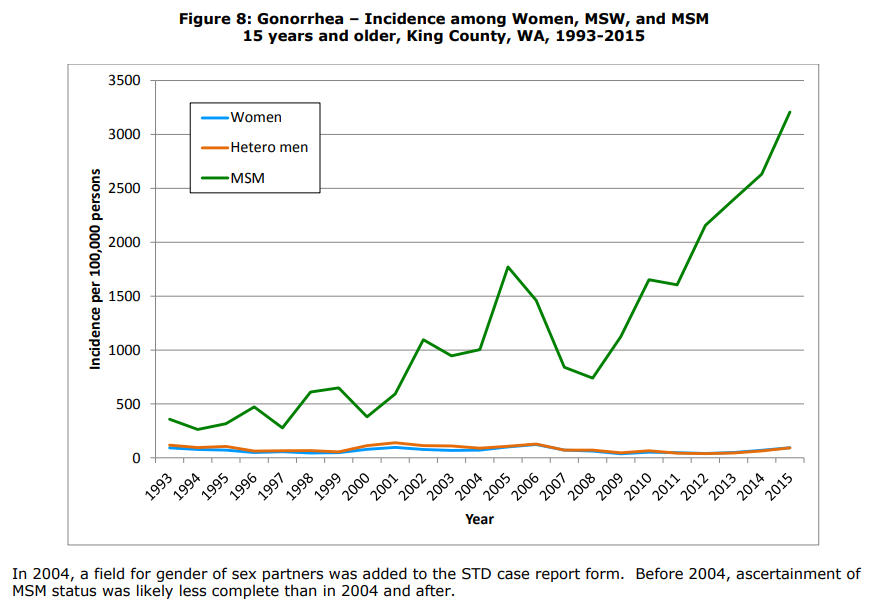 Figure 8: Gonorrhea – Incidence among Women, MSW, and MSM
15 years and older, King County, WA, 1993-2015
3500
3000
2500
2000
1500
1000
500
0
Incidence per 100,000 persons
Women
Hetero men
MSM
1993 1994 1995 1996 1997 1998 1999 2000 2001 2002 2003 2004 2005 2006 2007 2008 2009 2010 2011 2012 2013 2014 2015
Year
In 2004, a field for gender of sex partners was added to the STD case report form.  Before 2004, ascertainment of
MSM status was likely less complete than in 2004 and after.